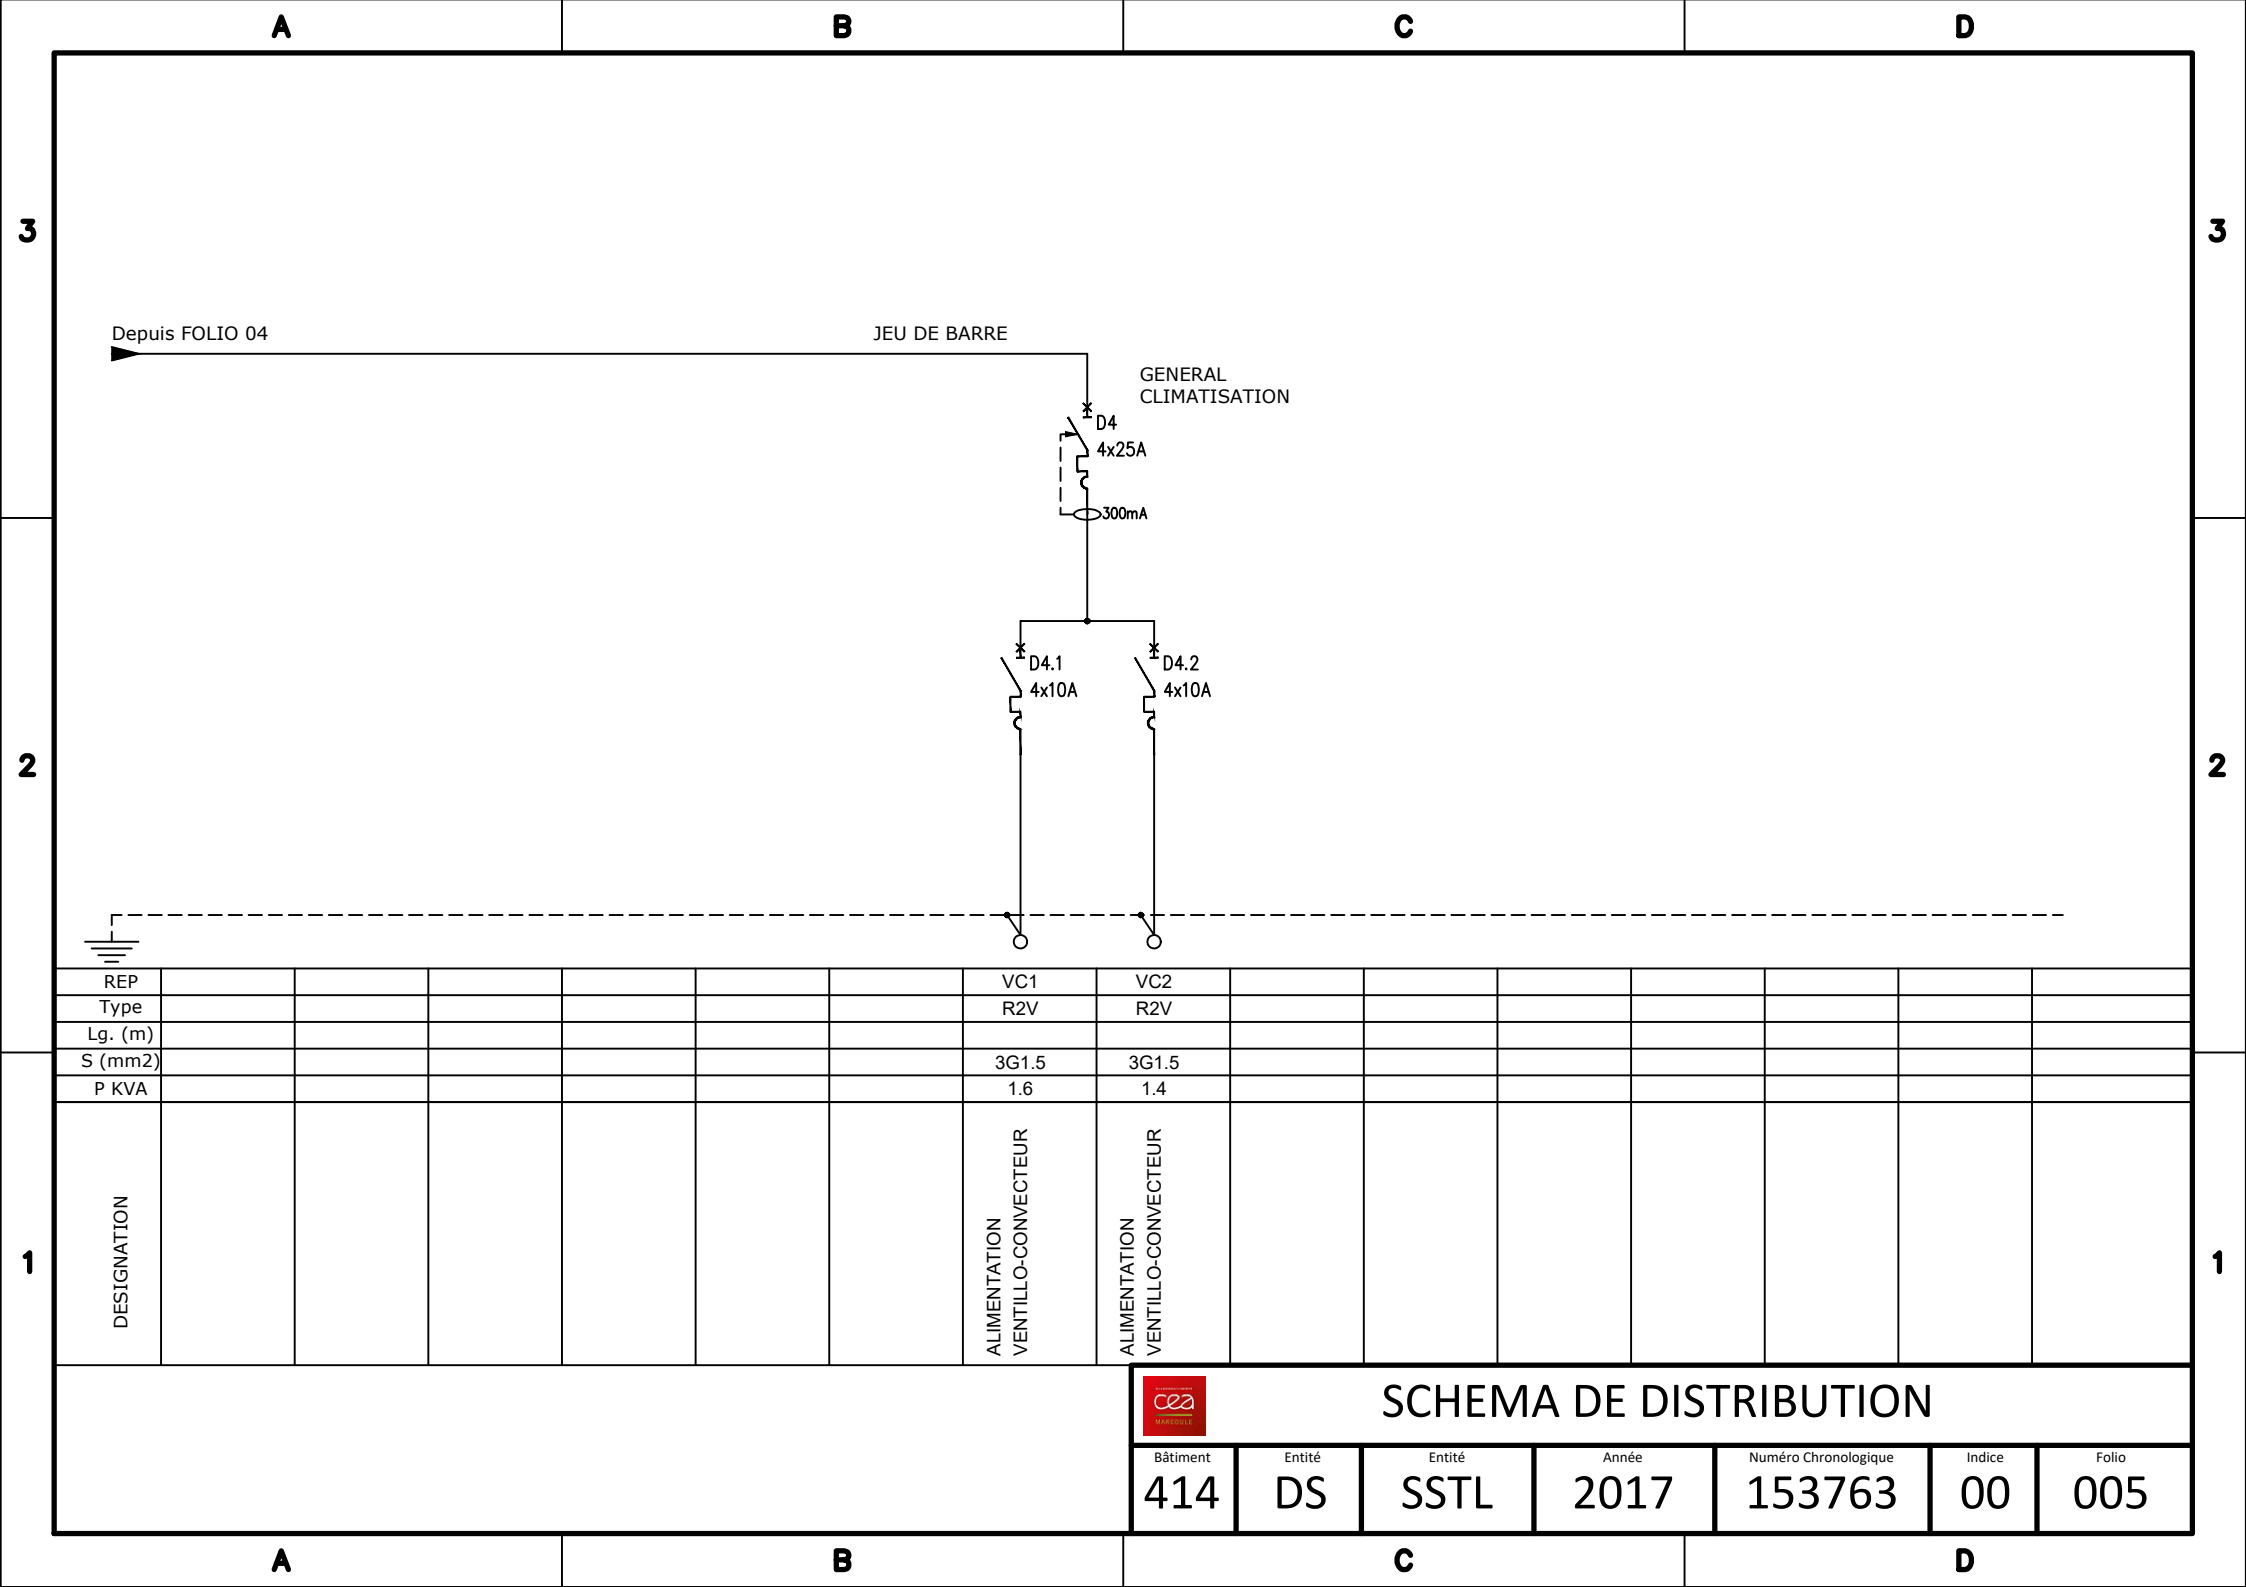 A B C D
3 3
Depuis FOLIO 04 JEU DE BARRE
GENERAL
CLIMATISATION
D4
4x25A
300mA
D4.1 D4.2
4x10A 4x10A
2 2
REP VC1 VC2
Type R2V R2V
Lg. (m)
S (mm2) 3G1.5 3G1.5
P KVA 1.6 1.4
DESIGNATION
ALIMENTATION
VENTILLO-CONVECTEUR
ALIMENTATION
VENTILLO-CONVECTEUR
1 1
cea
MARCOULE
SCHEMA DE DISTRIBUTION
Bâtiment Entité Entité Année Numéro Chronologique Indice Folio
414 DS SSTL 2017 153763 00 005
A B C D